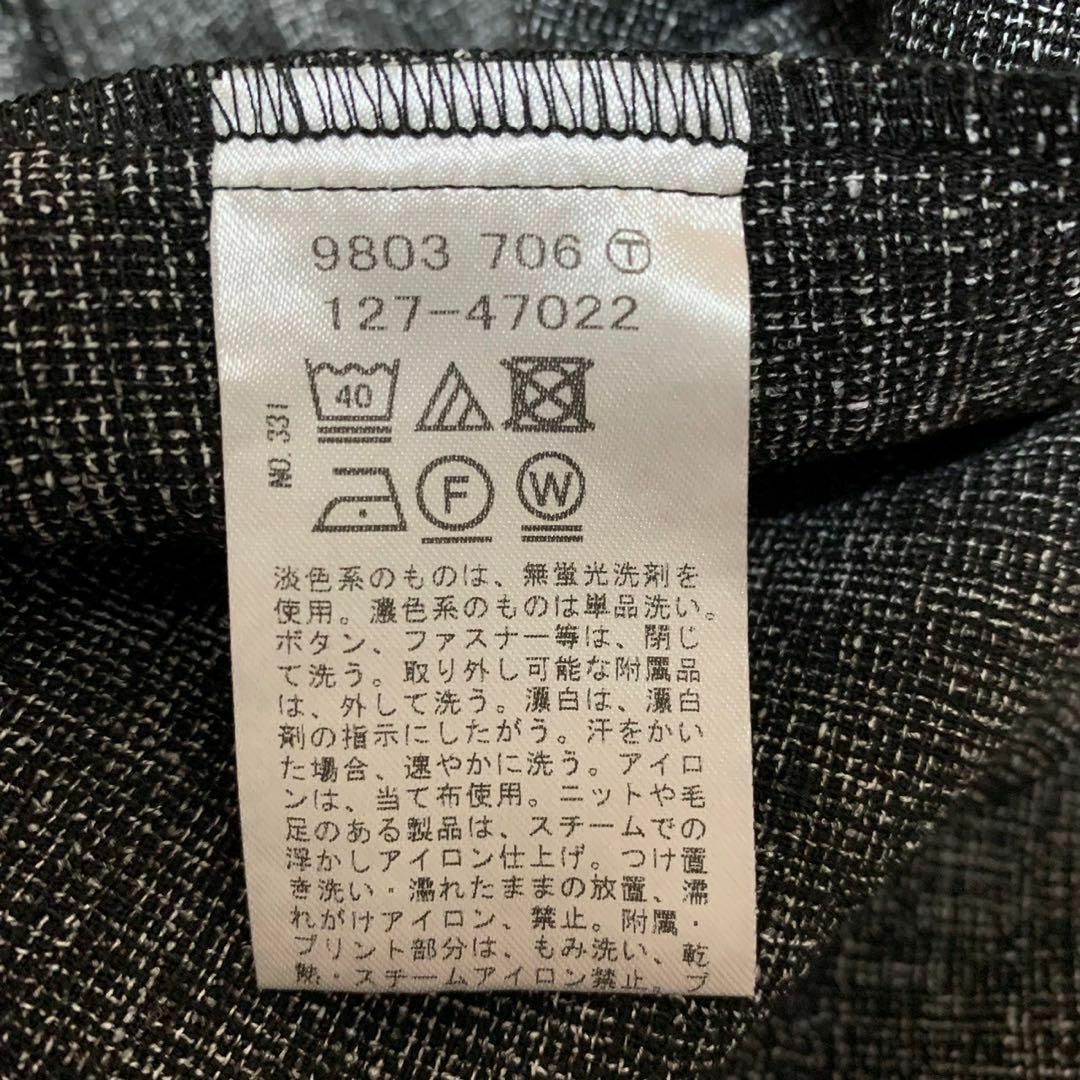 9803 706 Ⓣ
127-47022
NO. 331
40
F
W
淡色系のものは、無蛍光洗剤を
使用。濃色系のものは単品洗い。
ボタン、ファスナー等は、閉じ
て洗う。取り外し可能な附属品
は、外して洗う。漂白は、漂白
剤の指示にしたがう。汗をかい
た場合、速やかに洗う。アイロ
ンは、当て布使用。ニットや毛
足のある製品は、スチームでの
浮かしアイロン仕上げ。つけ置
き洗い・濡れたままの放置、濡
れがけアイロン、禁止。附属・
プリント部分は、もみ洗い、乾
熱・スチームアイロン禁止。プ